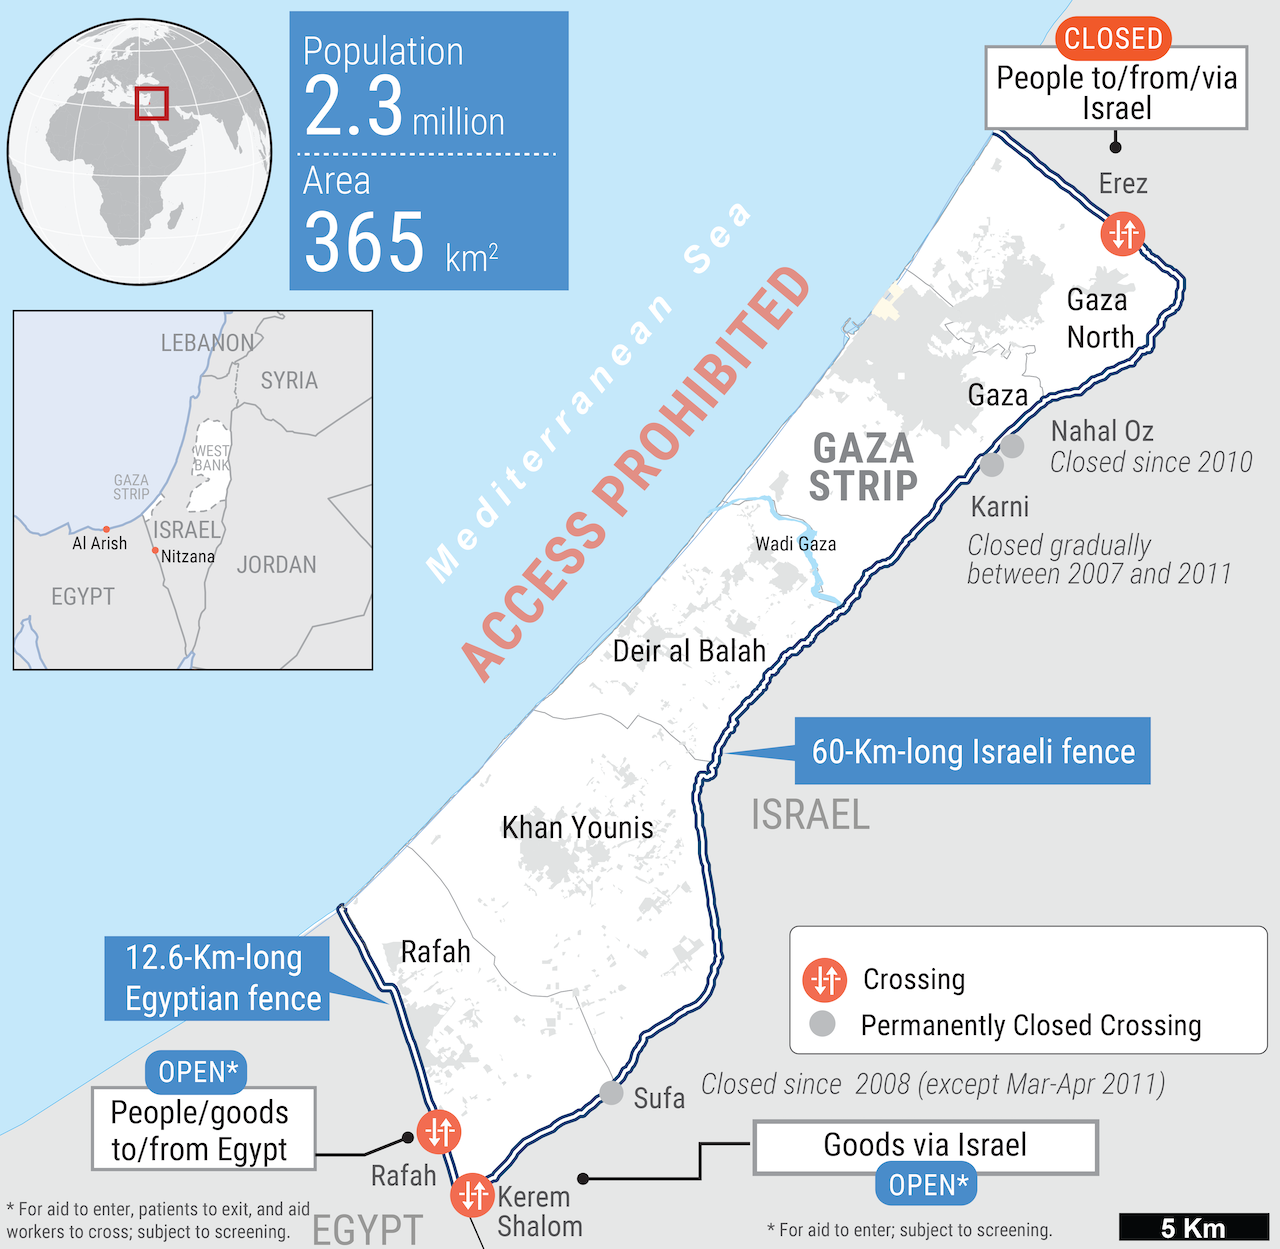 Population
2.3 million
Area
365 km²
CLOSED
People to/from/via
Israel
Erez
Mediterranean Sea
ACCESS PROHIBITED
Gaza
North
Gaza
GAZA
STRIP
Nahal Oz
Closed since 2010
Karni
Closed gradually
between 2007 and 2011
Wadi Gaza
Deir al Balah
LEBANON
SYRIA
WEST
BANK
GAZA
STRIP
ISRAEL
Al Arish
Nitzana
JORDAN
EGYPT
60-Km-long Israeli fence
ISRAEL
Khan Younis
Rafah
12.6-Km-long
Egyptian fence
Crossing
Permanently Closed Crossing
OPEN*
People/goods
to/from Egypt
Rafah
Sufa
Closed since 2008 (except Mar-Apr 2011)
Goods via Israel
OPEN*
Kerem
Shalom
EGYPT
* For aid to enter, patients to exit, and aid
workers to cross; subject to screening.
* For aid to enter; subject to screening.
5 Km